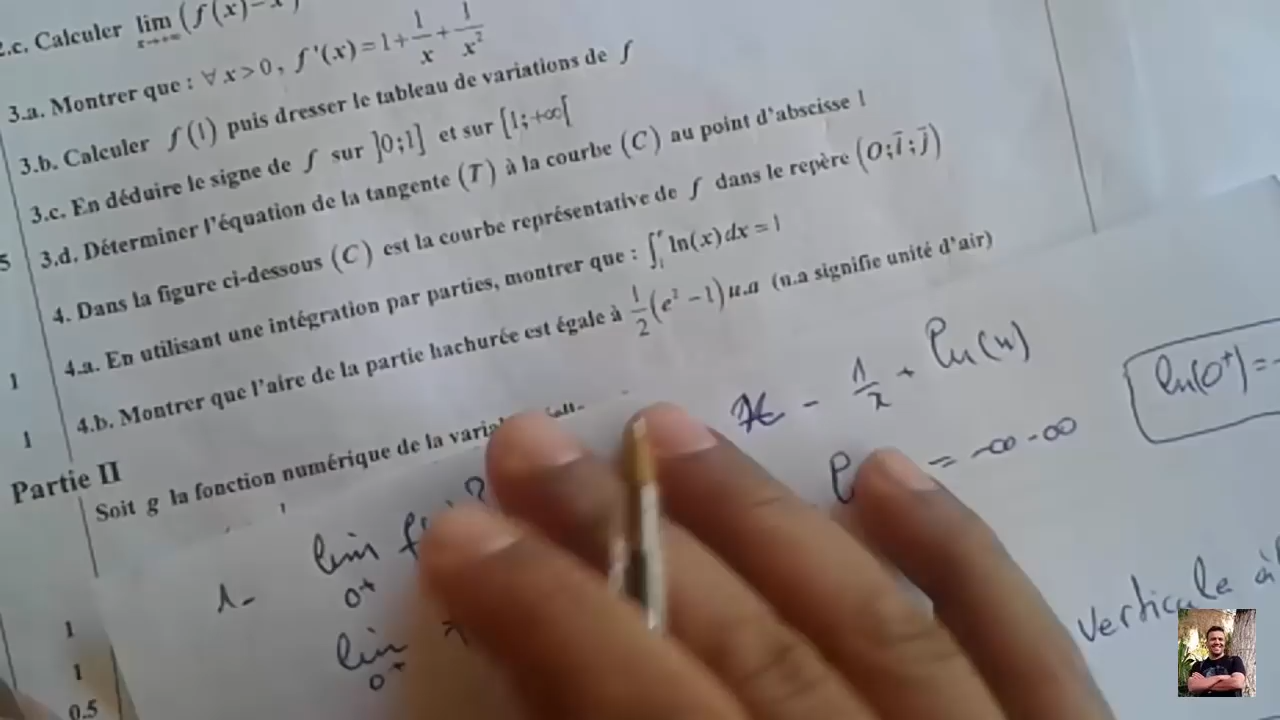 2.c. Calculer lim (f(x)-x)
x→+∞
3.a. Montrer que : ∀ x > 0, f'(x) = 1 + 1/x + 1/x²
3.b. Calculer f(1) puis dresser le tableau de variations de f
3.c. En déduire le signe de f sur ]0;1] et sur [1;+∞[
3.d. Déterminer l'équation de la tangente (T) à la courbe (C) au point d'abscisse 1
5
4. Dans la figure ci-dessous (C) est la courbe représentative de f dans le repère (O;i;j)
4.a. En utilisant une intégration par parties, montrer que : ∫₁ᵉ ln(x)dx = 1
1
4.b. Montrer que l'aire de la partie hachurée est égale à 1/2(e² - 1)u.a (u.a signifie unité d'air)
1
Partie II
Soit g la fonction numérique de la
x - 1/x + ln(x)
ln(0⁺) =
= -∞ -∞
1- lim
0⁺
lim
0⁺
verticale à
1
1
0.5